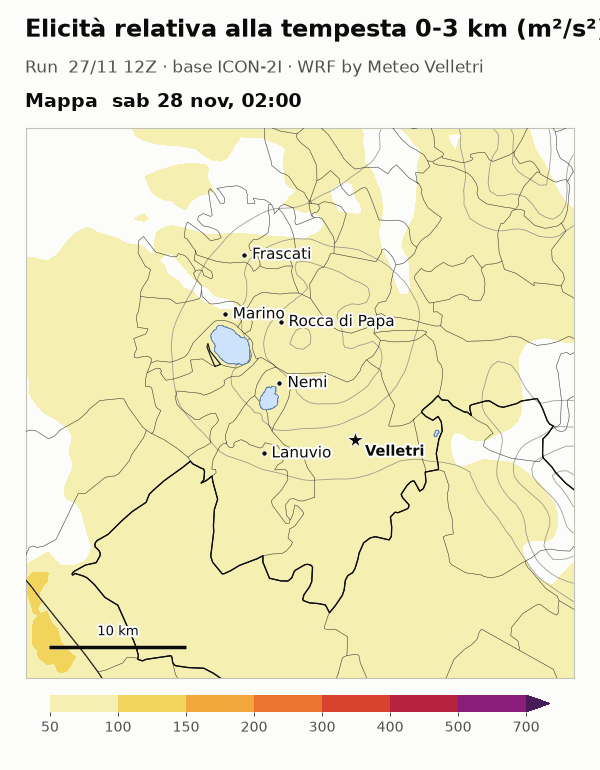 Elicità relativa alla tempesta 0-3 km (m²/s²)
Run  27/11 12Z · base ICON-2I · WRF by Meteo Velletri
Mappa  sab 28 nov, 02:00
Frascati
Marino
Rocca di Papa
Nemi
Velletri
Lanuvio
10 km
50 100 150 200 300 400 500 700